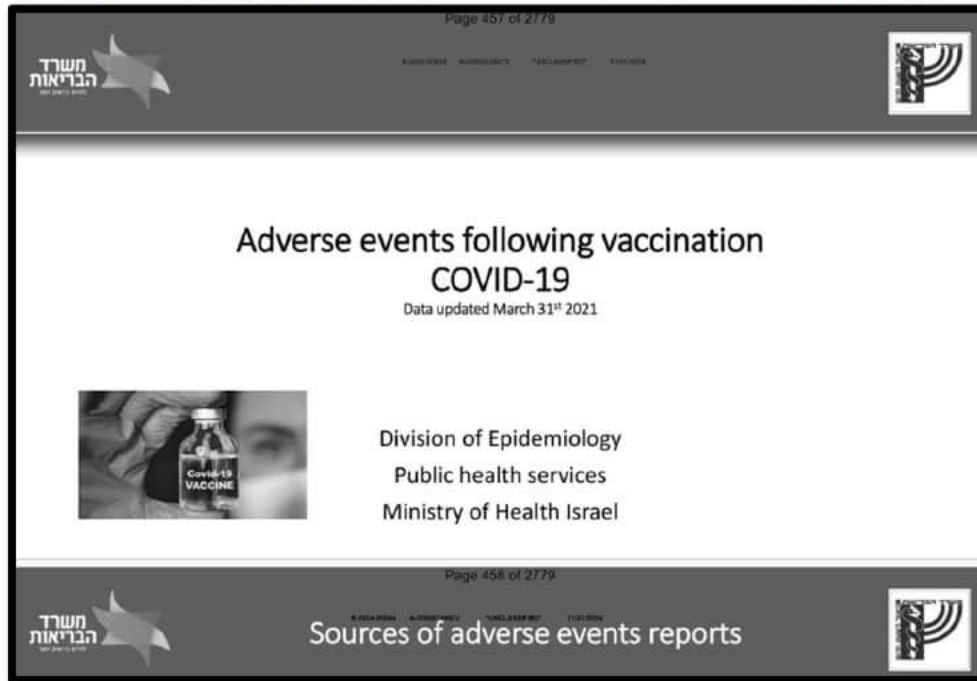 Page 457 of 2779
משרד
הבריאות
Adverse events following vaccination
COVID-19
Data updated March 31st 2021
Covid-19
VACCINE
Division of Epidemiology
Public health services
Ministry of Health Israel
Page 458 of 2779
משרד
הבריאות
Sources of adverse events reports